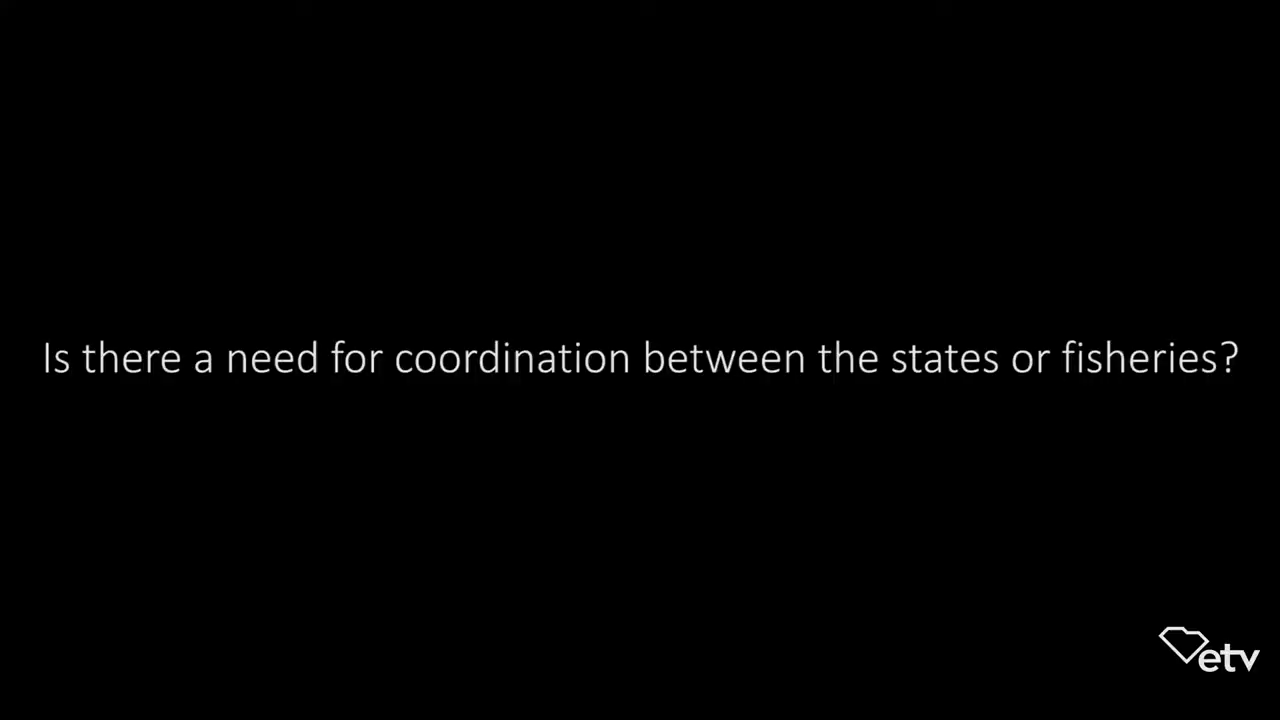 Is there a need for coordination between the states or fisheries?
etv